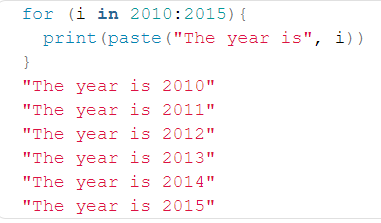 for (i in 2010:2015){
  print(paste("The year is", i))
}
"The year is 2010"
"The year is 2011"
"The year is 2012"
"The year is 2013"
"The year is 2014"
"The year is 2015"